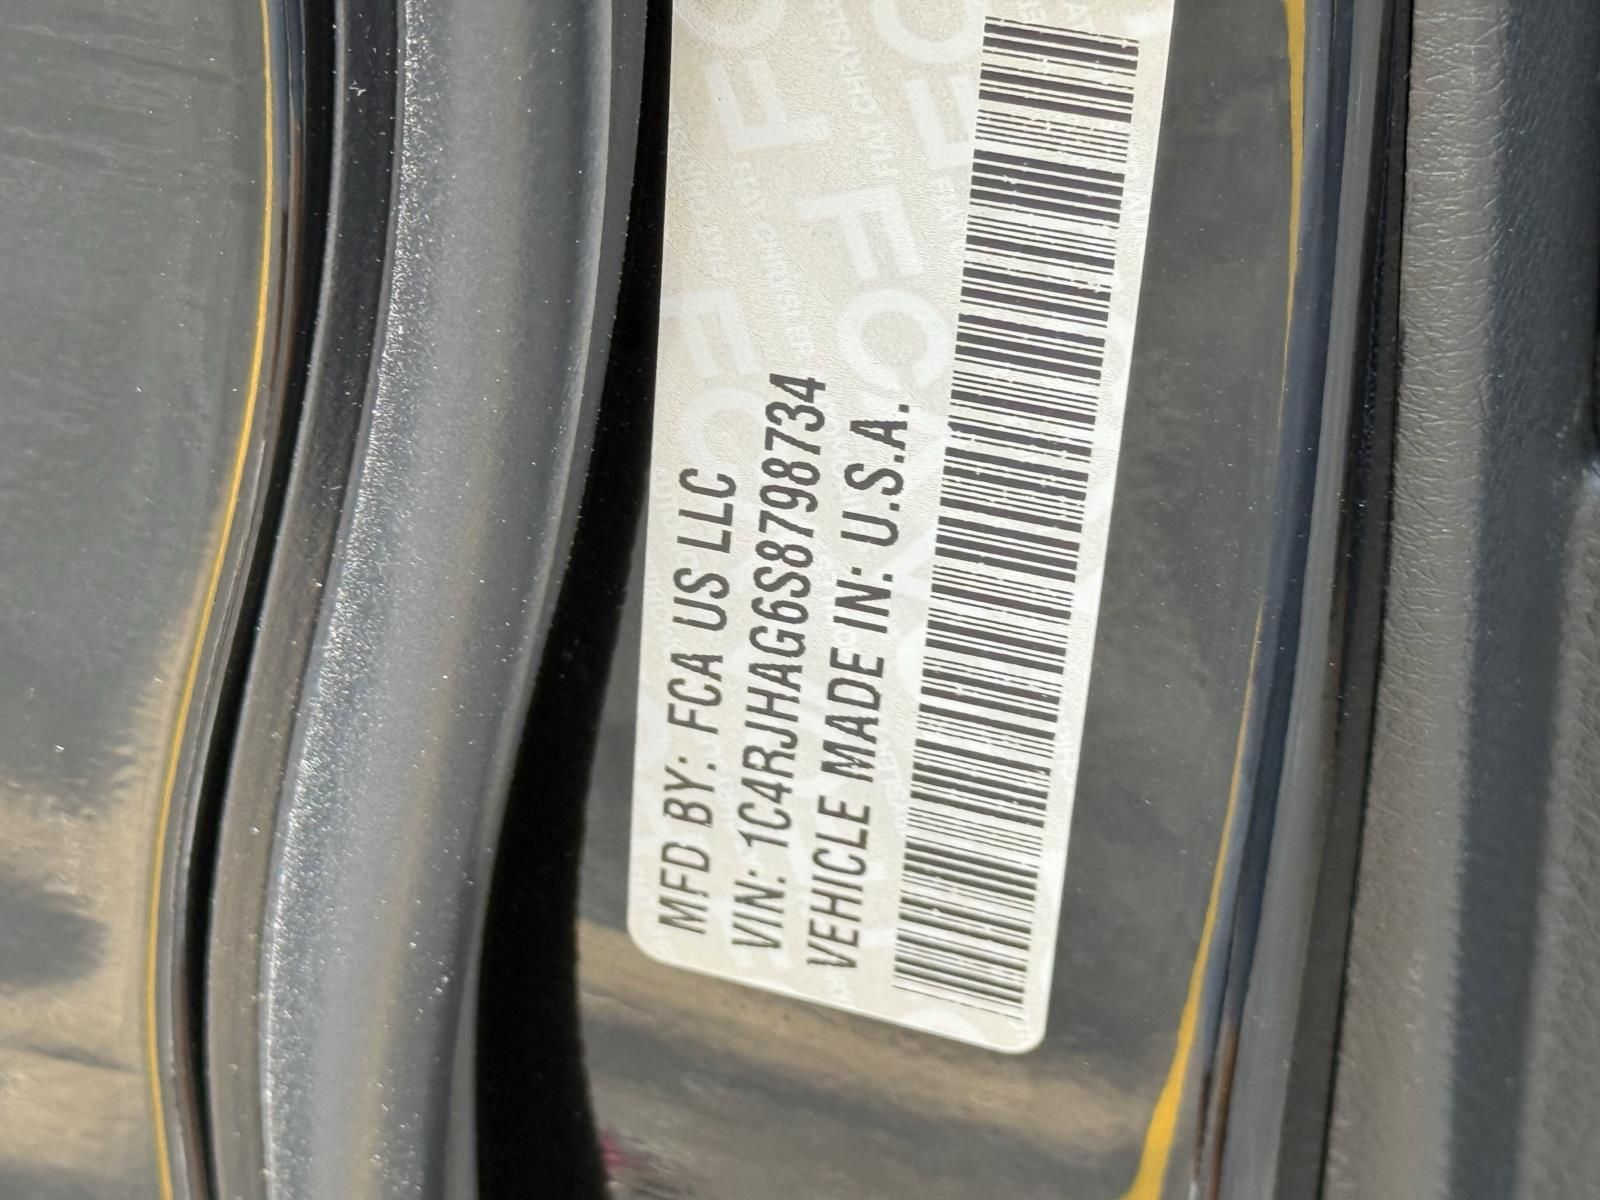 MFD BY: FCA US LLC
VIN: 1C4RJHAG6S8798734
VEHICLE MADE IN: U.S.A.